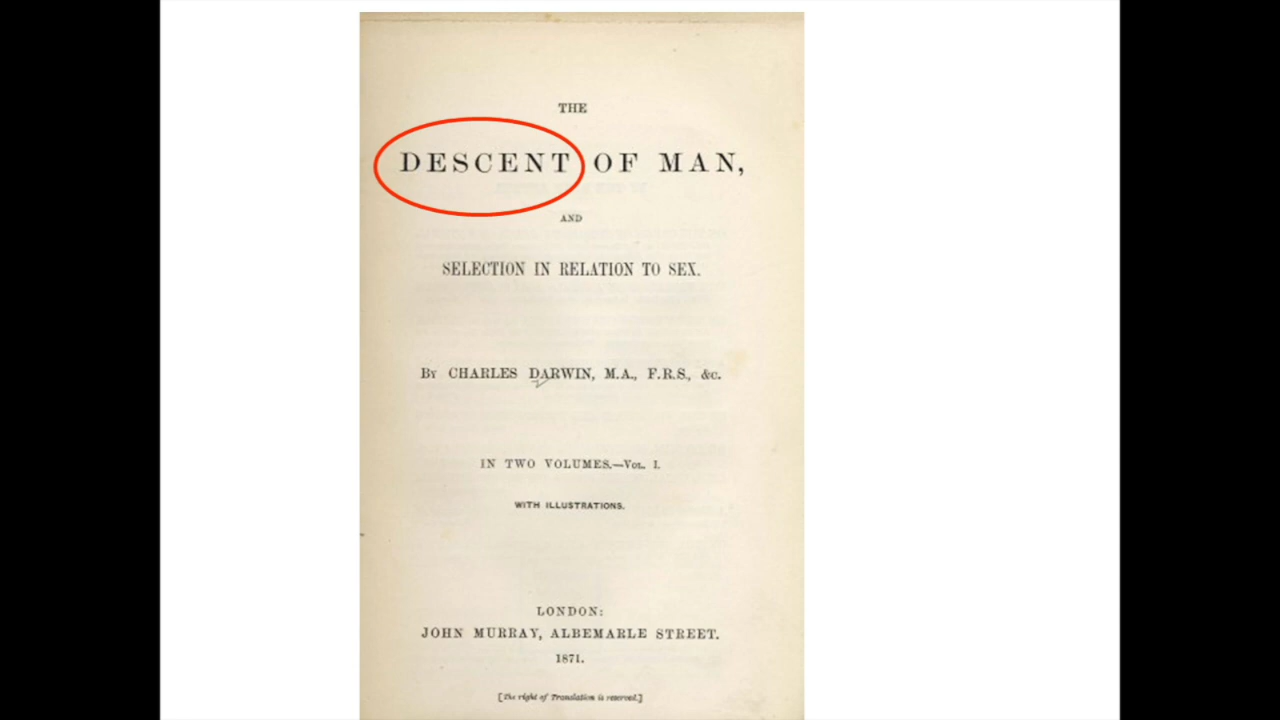 THE
DESCENT OF MAN,
AND
SELECTION IN RELATION TO SEX.
BY CHARLES DARWIN, M.A., F.R.S., &c.
IN TWO VOLUMES.—VOL. I.
WITH ILLUSTRATIONS.
LONDON:
JOHN MURRAY, ALBEMARLE STREET.
1871.
[The right of Translation is reserved.]